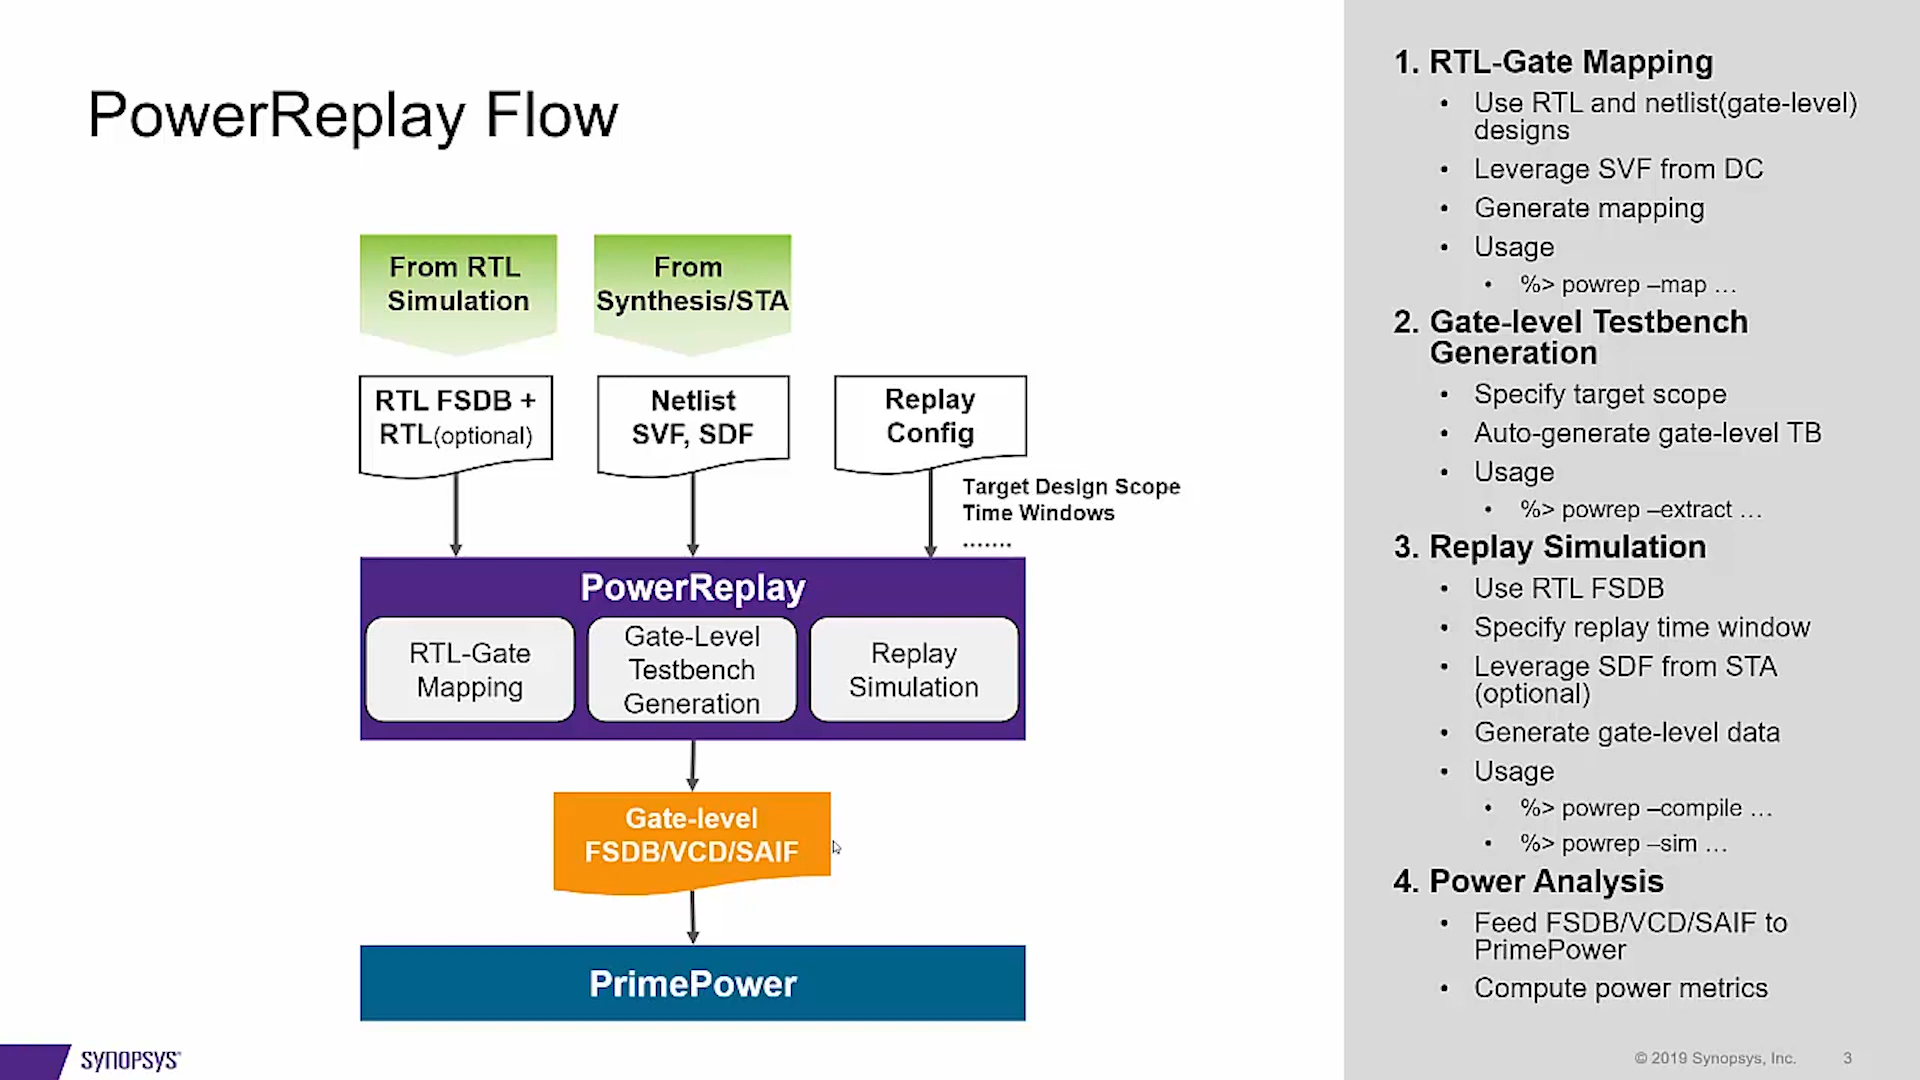 PowerReplay Flow
From RTL
Simulation
From
Synthesis/STA
RTL FSDB +
RTL(optional)
Netlist
SVF, SDF
Replay
Config
Target Design Scope
Time Windows
.......
PowerReplay
RTL-Gate
Mapping
Gate-Level
Testbench
Generation
Replay
Simulation
Gate-level
FSDB/VCD/SAIF
PrimePower
1. RTL-Gate Mapping
• Use RTL and netlist(gate-level)
designs
• Leverage SVF from DC
• Generate mapping
• Usage
• %> powrep –map …
2. Gate-level Testbench
Generation
• Specify target scope
• Auto-generate gate-level TB
• Usage
• %> powrep –extract …
3. Replay Simulation
• Use RTL FSDB
• Specify replay time window
• Leverage SDF from STA
(optional)
• Generate gate-level data
• Usage
• %> powrep –compile …
• %> powrep –sim …
4. Power Analysis
• Feed FSDB/VCD/SAIF to
PrimePower
• Compute power metrics
SYNOPSYS®
© 2019 Synopsys, Inc. 3